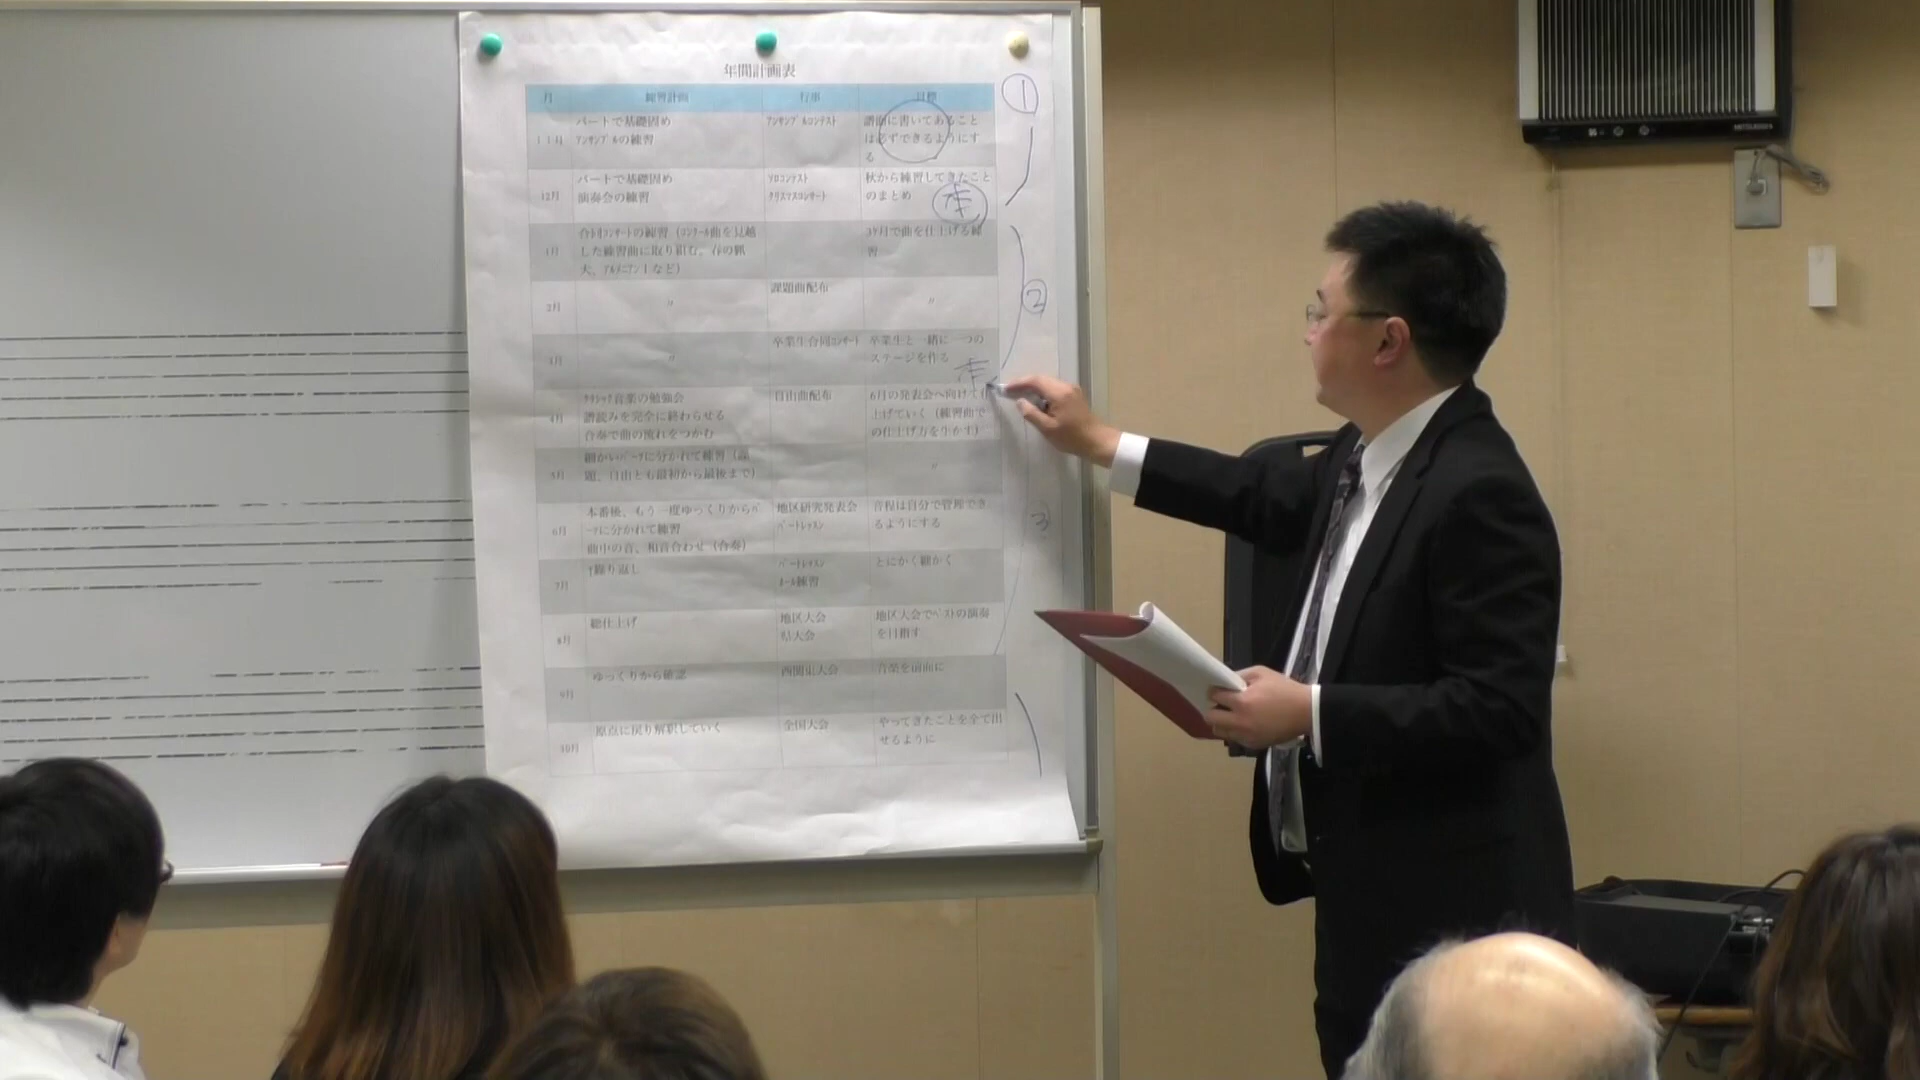 年間計画表
月 練習計画 行事 目標
11月 パートで基礎固め アンサンブルコンテスト 譜面に書いてあること
アンサンブルの練習 は必ずできるようにす
る
12月 パートで基礎固め ソロコンテスト 秋から練習してきたこと
演奏会の練習 クリスマスコンサート のまとめ
1月 合同コンサートの練習（コンクール曲を見越 3ヶ月で曲を仕上げる練
した練習曲に取り組む。春の猟 習
犬、アルメニアンⅠなど）
2月 〃 課題曲配布 〃
3月 〃 卒業生合同コンサート 卒業生と一緒に一つの
ステージを作る
4月 クラシック音楽の勉強会 自由曲配布 6月の発表会へ向けて仕
譜読みを完全に終わらせる 上げていく（練習曲で
合奏で曲の流れをつかむ の仕上げ方を生かす）
5月 細かいパーツに分かれて練習（課 〃
題、自由とも最初から最後まで）
6月 本番後、もう一度ゆっくりからパ 地区研究発表会 音程は自分で管理でき
ーツに分かれて練習 パートレッスン るようにする
曲中の音、和音合わせ（合奏）
7月 ↑繰り返し パートレッスン とにかく細かく
ホール練習
8月 総仕上げ 地区大会 地区大会でベストの演奏
県大会 を目指す
9月 ゆっくりから確認 西関東大会 音楽を前面に
10月 原点に戻り解釈していく 全国大会 やってきたことを全て出
せるように
①
②
③
MITSUBISHI